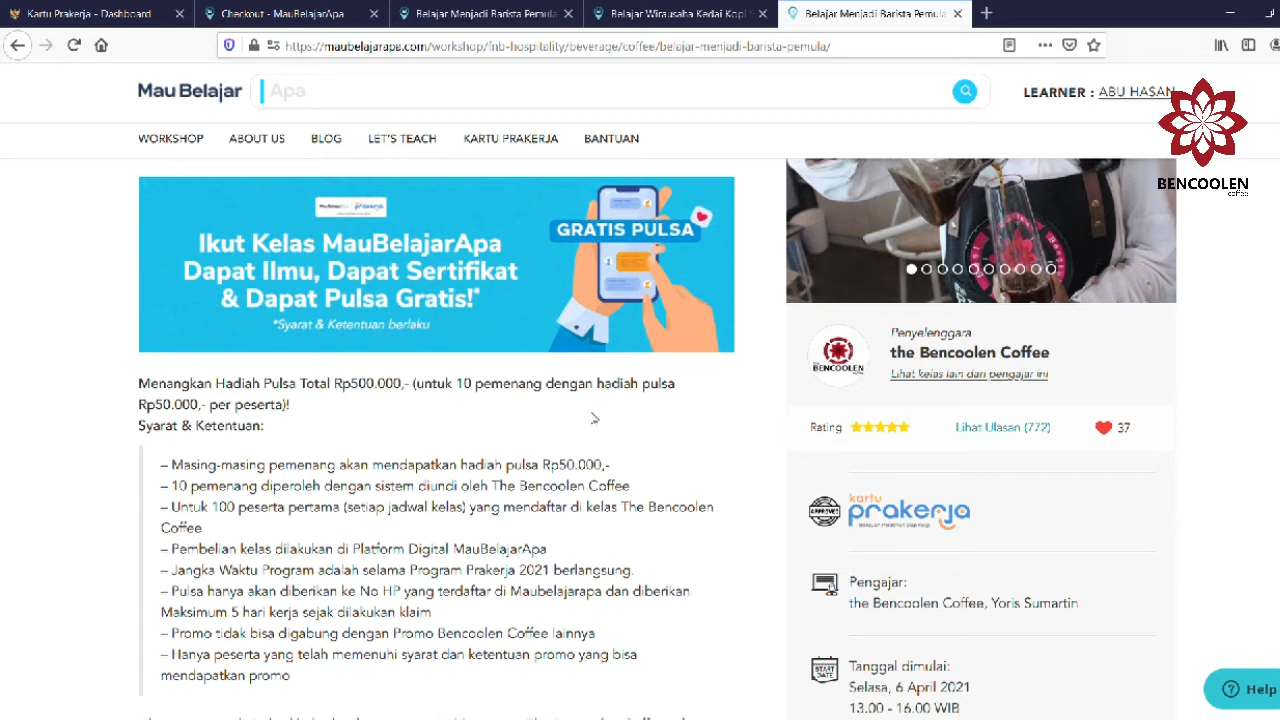 Kartu Prakerja - Dashboard
Checkout - MauBelajarApa
Belajar Menjadi Barista Pemula
Belajar Wirausaha Kedai Kopi S
Belajar Menjadi Barista Pemula
https://maubelajarapa.com/workshop/fnb-hospitality/beverage/coffee/belajar-menjadi-barista-pemula/
Mau Belajar
Apa
LEARNER : ABU HASAN
WORKSHOP
ABOUT US
BLOG
LET'S TEACH
KARTU PRAKERJA
BANTUAN
BENCOOLEN
coffee
MauBelajarApa prakerja
Ikut Kelas MauBelajarApa
Dapat Ilmu, Dapat Sertifikat
& Dapat Pulsa Gratis!*
*Syarat & Ketentuan berlaku
GRATIS PULSA
Menangkan Hadiah Pulsa Total Rp500.000,- (untuk 10 pemenang dengan hadiah pulsa
Rp50.000,- per peserta)!
Syarat & Ketentuan:
– Masing-masing pemenang akan mendapatkan hadiah pulsa Rp50.000,-
– 10 pemenang diperoleh dengan sistem diundi oleh The Bencoolen Coffee
– Untuk 100 peserta pertama (setiap jadwal kelas) yang mendaftar di kelas The Bencoolen
Coffee
– Pembelian kelas dilakukan di Platform Digital MauBelajarApa
– Jangka Waktu Program adalah selama Program Prakerja 2021 berlangsung.
– Pulsa hanya akan diberikan ke No HP yang terdaftar di Maubelajarapa dan diberikan
Maksimum 5 hari kerja sejak dilakukan klaim
– Promo tidak bisa digabung dengan Promo Bencoolen Coffee lainnya
– Hanya peserta yang telah memenuhi syarat dan ketentuan promo yang bisa
mendapatkan promo
BENCOOLEN
Penyelenggara
the Bencoolen Coffee
Lihat kelas lain dari pengajar ini
Rating
Lihat Ulasan (772)
37
APPROVED
kartu
prakerja
Pengajar:
the Bencoolen Coffee, Yoris Sumartin
START
DATE
Tanggal dimulai:
Selasa, 6 April 2021
13.00 - 16.00 WIB
Help